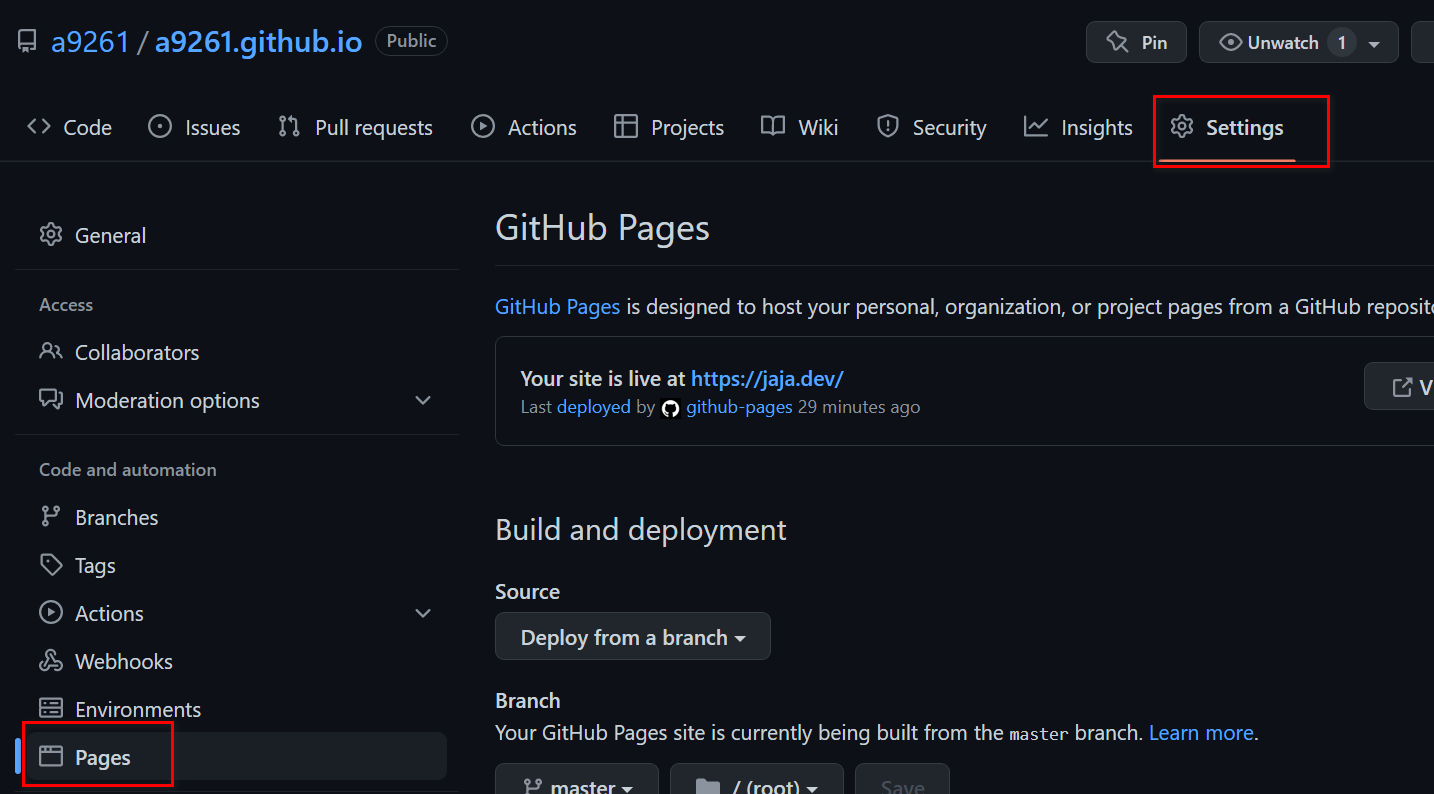 a9261 / a9261.github.io Public Pin Unwatch 1
Code Issues Pull requests Actions Projects Wiki Security Insights Settings
General
Access
Collaborators
Moderation options
Code and automation
Branches
Tags
Actions
Webhooks
Environments
Pages
GitHub Pages
GitHub Pages is designed to host your personal, organization, or project pages from a GitHub
Your site is live at https://jaja.dev/
Last deployed by github-pages 29 minutes ago
Build and deployment
Source
Deploy from a branch
Branch
Your GitHub Pages site is currently being built from the master branch. Learn more.
master / (root) Save